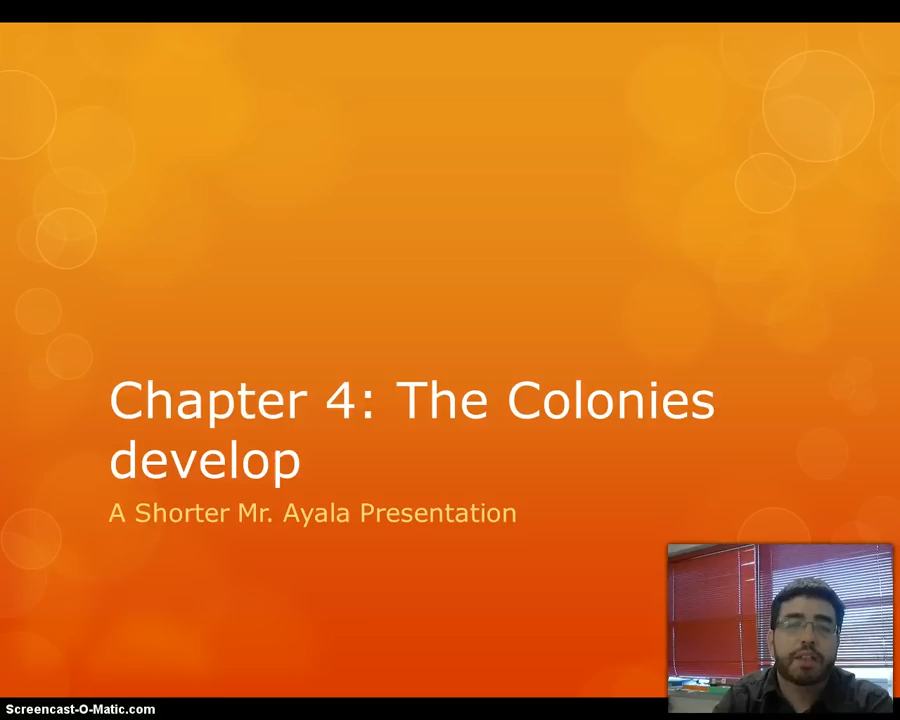 Chapter 4: The Colonies
develop
A Shorter Mr. Ayala Presentation
Screencast-O-Matic.com